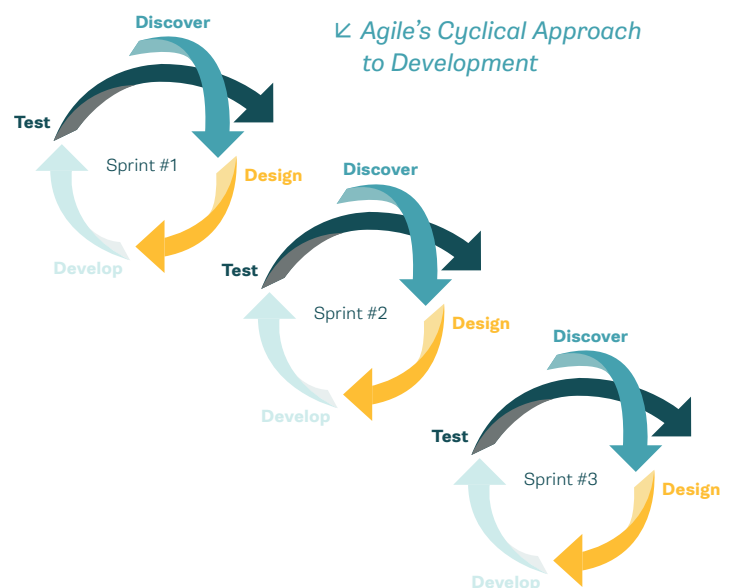 Discover
↙ Agile's Cyclical Approach
to Development
Test
Sprint #1
Design
Develop
Discover
Test
Sprint #2
Design
Develop
Discover
Test
Sprint #3
Design
Develop